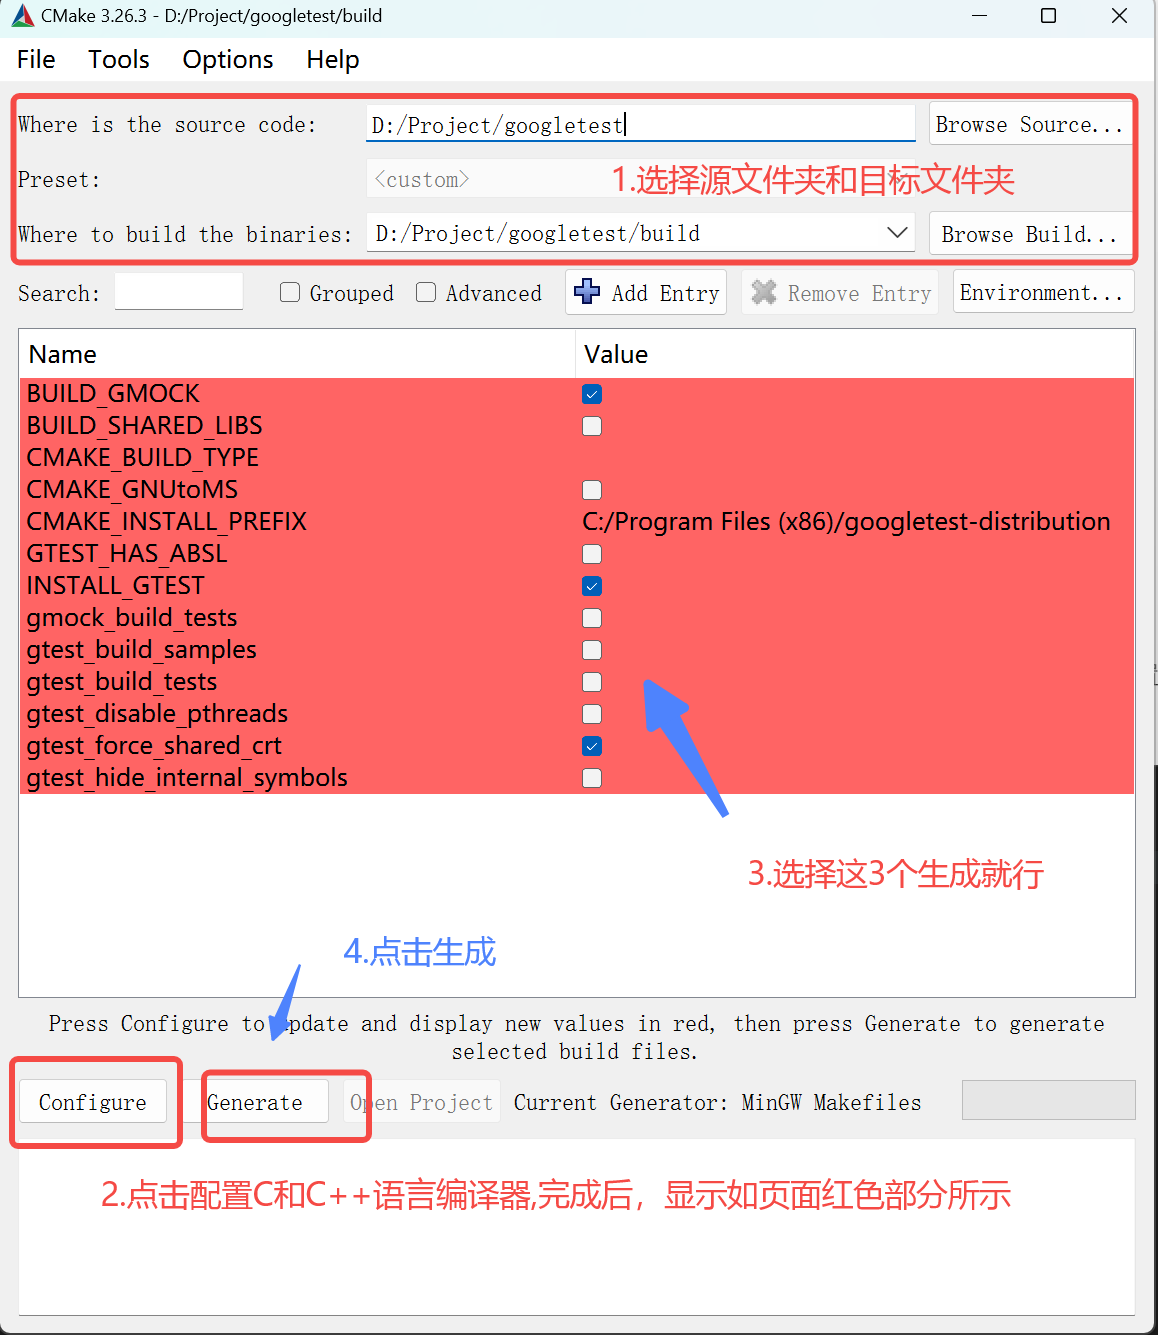 CMake 3.26.3 - D:/Project/googletest/build
File Tools Options Help
Where is the source code: D:/Project/googletest Browse Source...
Preset: <custom> 1.选择源文件夹和目标文件夹
Where to build the binaries: D:/Project/googletest/build Browse Build...
Search: Grouped Advanced Add Entry Remove Entry Environment...
Name Value
BUILD_GMOCK
BUILD_SHARED_LIBS
CMAKE_BUILD_TYPE
CMAKE_GNUtoMS
CMAKE_INSTALL_PREFIX C:/Program Files (x86)/googletest-distribution
GTEST_HAS_ABSL
INSTALL_GTEST
gmock_build_tests
gtest_build_samples
gtest_build_tests
gtest_disable_pthreads
gtest_force_shared_crt
gtest_hide_internal_symbols
3.选择这3个生成就行
4.点击生成
Press Configure to update and display new values in red, then press Generate to generate
selected build files.
Configure Generate Open Project Current Generator: MinGW Makefiles
2.点击配置C和C++语言编译器,完成后，显示如页面红色部分所示